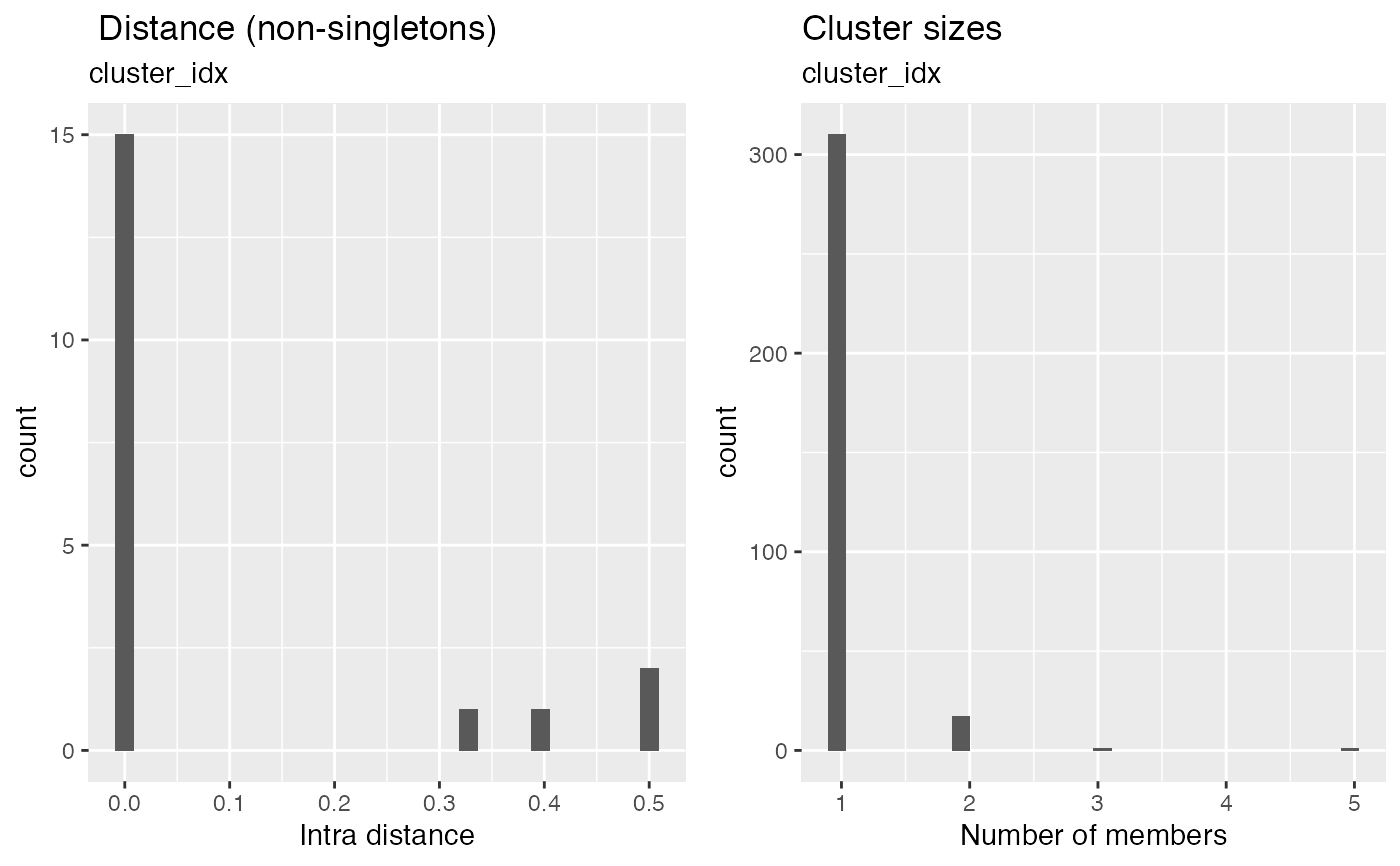 Distance (non-singletons)
cluster_idx
15
10
5
0
count
0.0 0.1 0.2 0.3 0.4 0.5
Intra distance
Cluster sizes
cluster_idx
300
200
100
0
count
1 2 3 4 5
Number of members